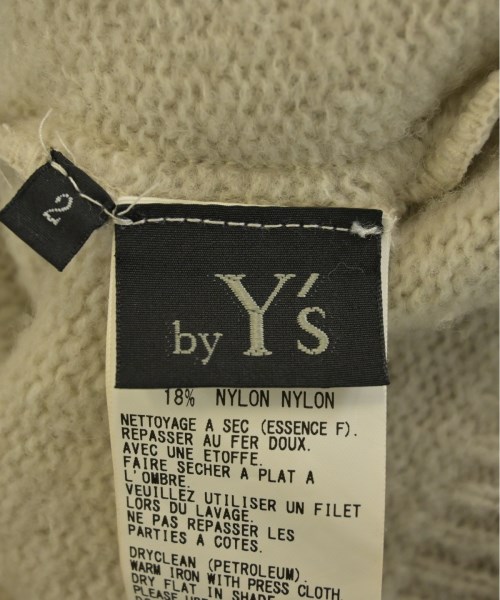 2
by Y's
18% NYLON NYLON
NETTOYAGE A SEC (ESSENCE F).
REPASSER AU FER DOUX.
AVEC UNE ETOFFE.
FAIRE SECHER A PLAT A
L'OMBRE.
VEUILLEZ UTILISER UN FILET
LORS DU LAVAGE.
NE PAS REPASSER LES
PARTIES A COTES.
DRYCLEAN (PETROLEUM).
WARM IRON WITH PRESS CLOTH
DRY FLAT IN SHADE
PLEASE